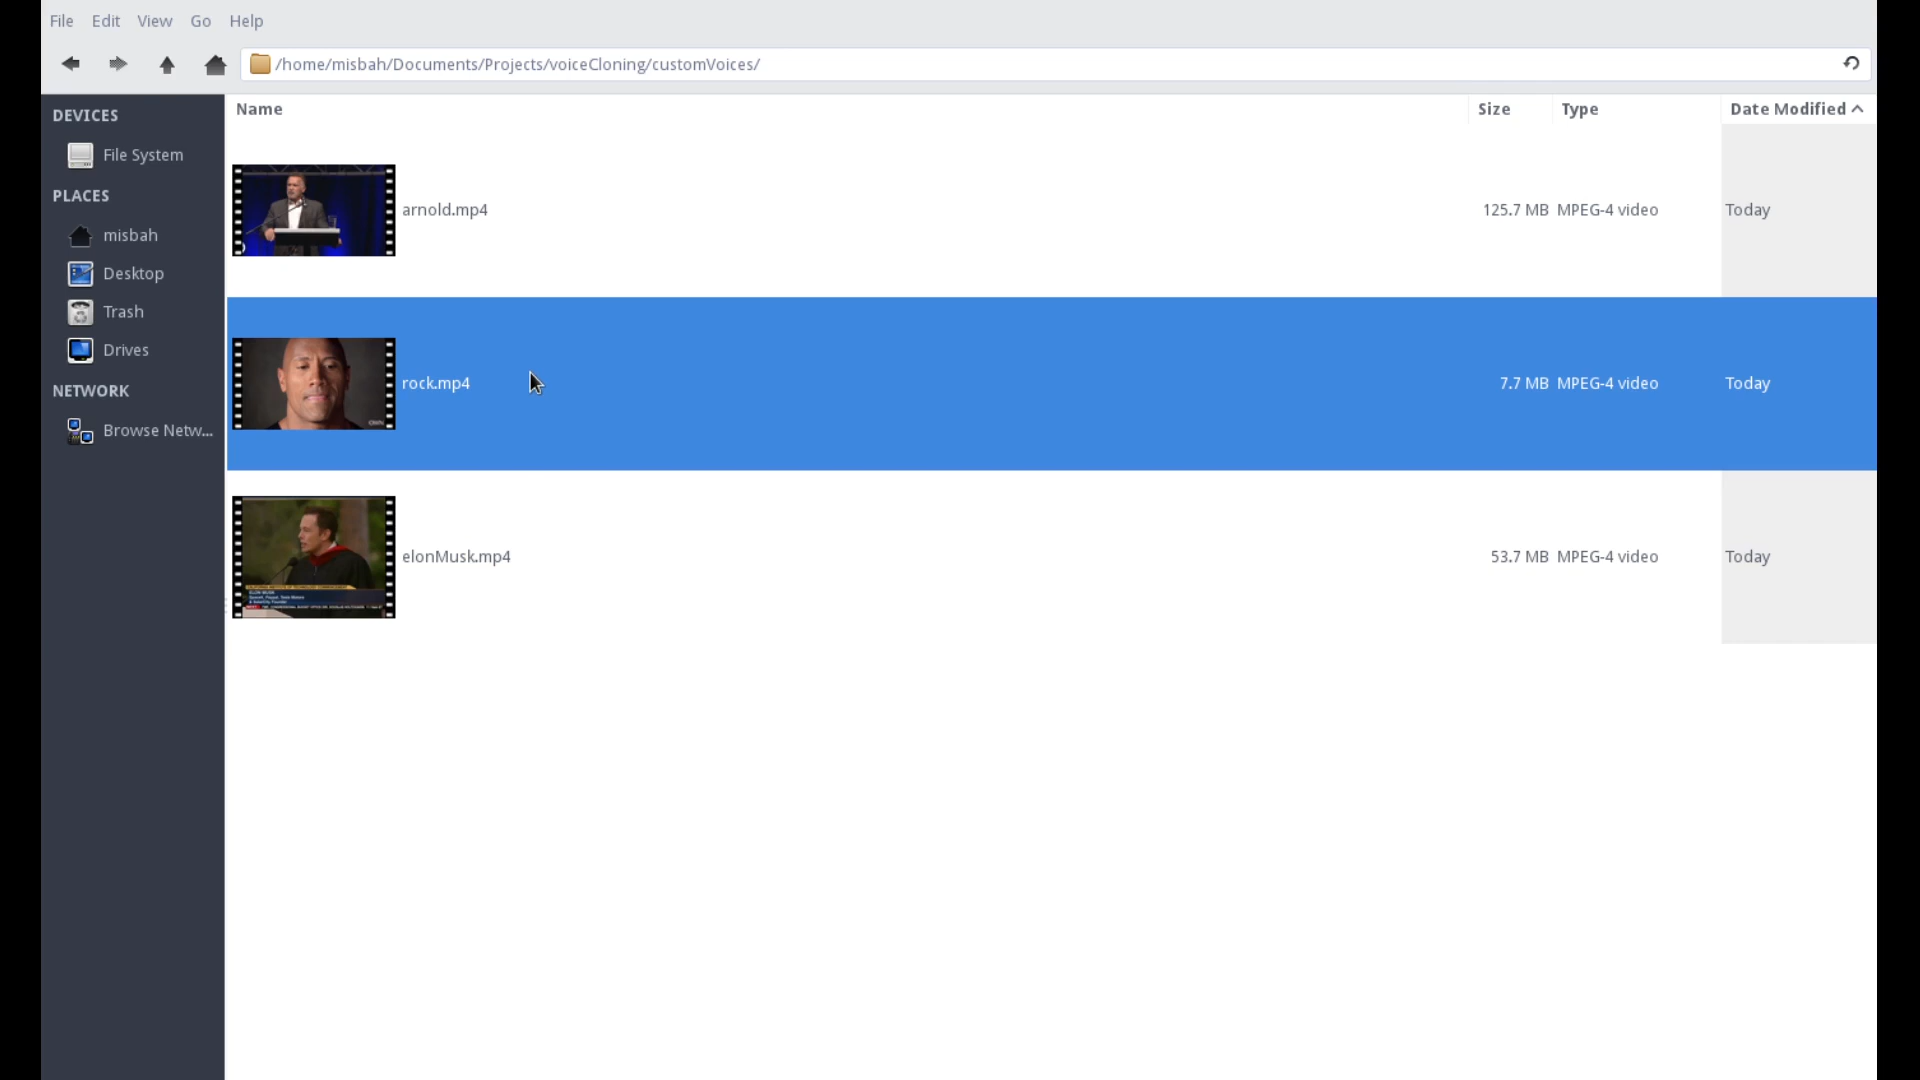 File Edit View Go Help
/home/misbah/Documents/Projects/voiceCloning/customVoices/
DEVICES
File System
PLACES
misbah
Desktop
Trash
Drives
NETWORK
Browse Netw...
Name Size Type Date Modified
arnold.mp4 125.7 MB MPEG-4 video Today
rock.mp4 7.7 MB MPEG-4 video Today
elonMusk.mp4 53.7 MB MPEG-4 video Today
ELON MUSK